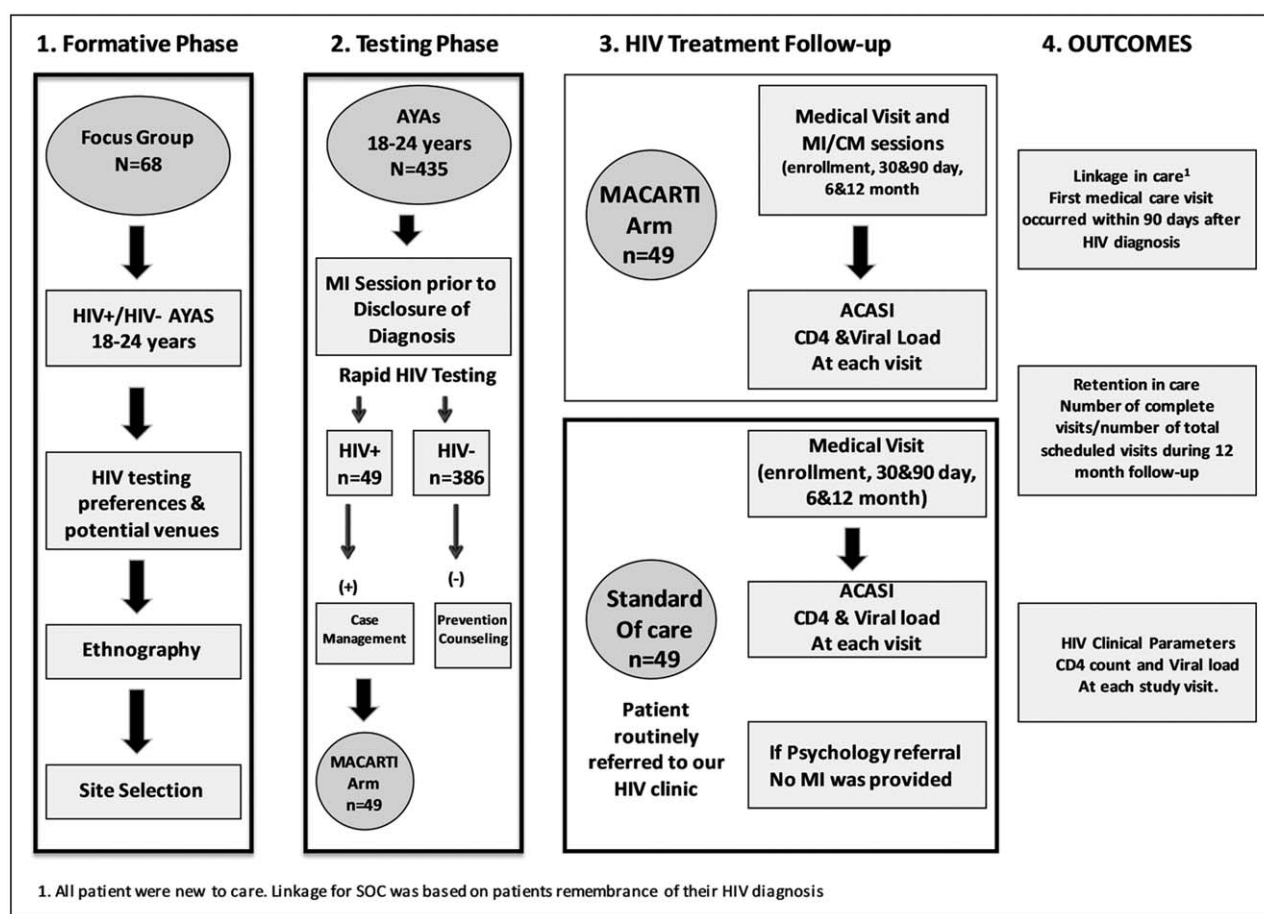 1. Formative Phase
Focus Group
N=68
HIV+/HIV- AYAS
18-24 years
HIV testing
preferences &
potential venues
Ethnography
Site Selection
2. Testing Phase
AYAs
18-24 years
N=435
MI Session prior to
Disclosure of
Diagnosis
Rapid HIV Testing
HIV+
n=49
HIV-
n=386
(+)
(-)
Case
Management
Prevention
Counseling
MACARTI
Arm
n=49
3. HIV Treatment Follow-up
MACARTI
Arm
n=49
Medical Visit and
MI/CM sessions
(enrollment, 30&90 day,
6&12 month
ACASI
CD4 &Viral Load
At each visit
Standard
Of care
n=49
Patient
routinely
referred to our
HIV clinic
Medical Visit
(enrollment, 30&90 day,
6&12 month)
ACASI
CD4 & Viral load
At each visit
If Psychology referral
No MI was provided
4. OUTCOMES
Linkage in care¹
First medical care visit
occurred within 90 days after
HIV diagnosis
Retention in care
Number of complete
visits/number of total
scheduled visits during 12
month follow-up
HIV Clinical Parameters
CD4 count and Viral load
At each study visit.
1. All patient were new to care. Linkage for SOC was based on patients remembrance of their HIV diagnosis